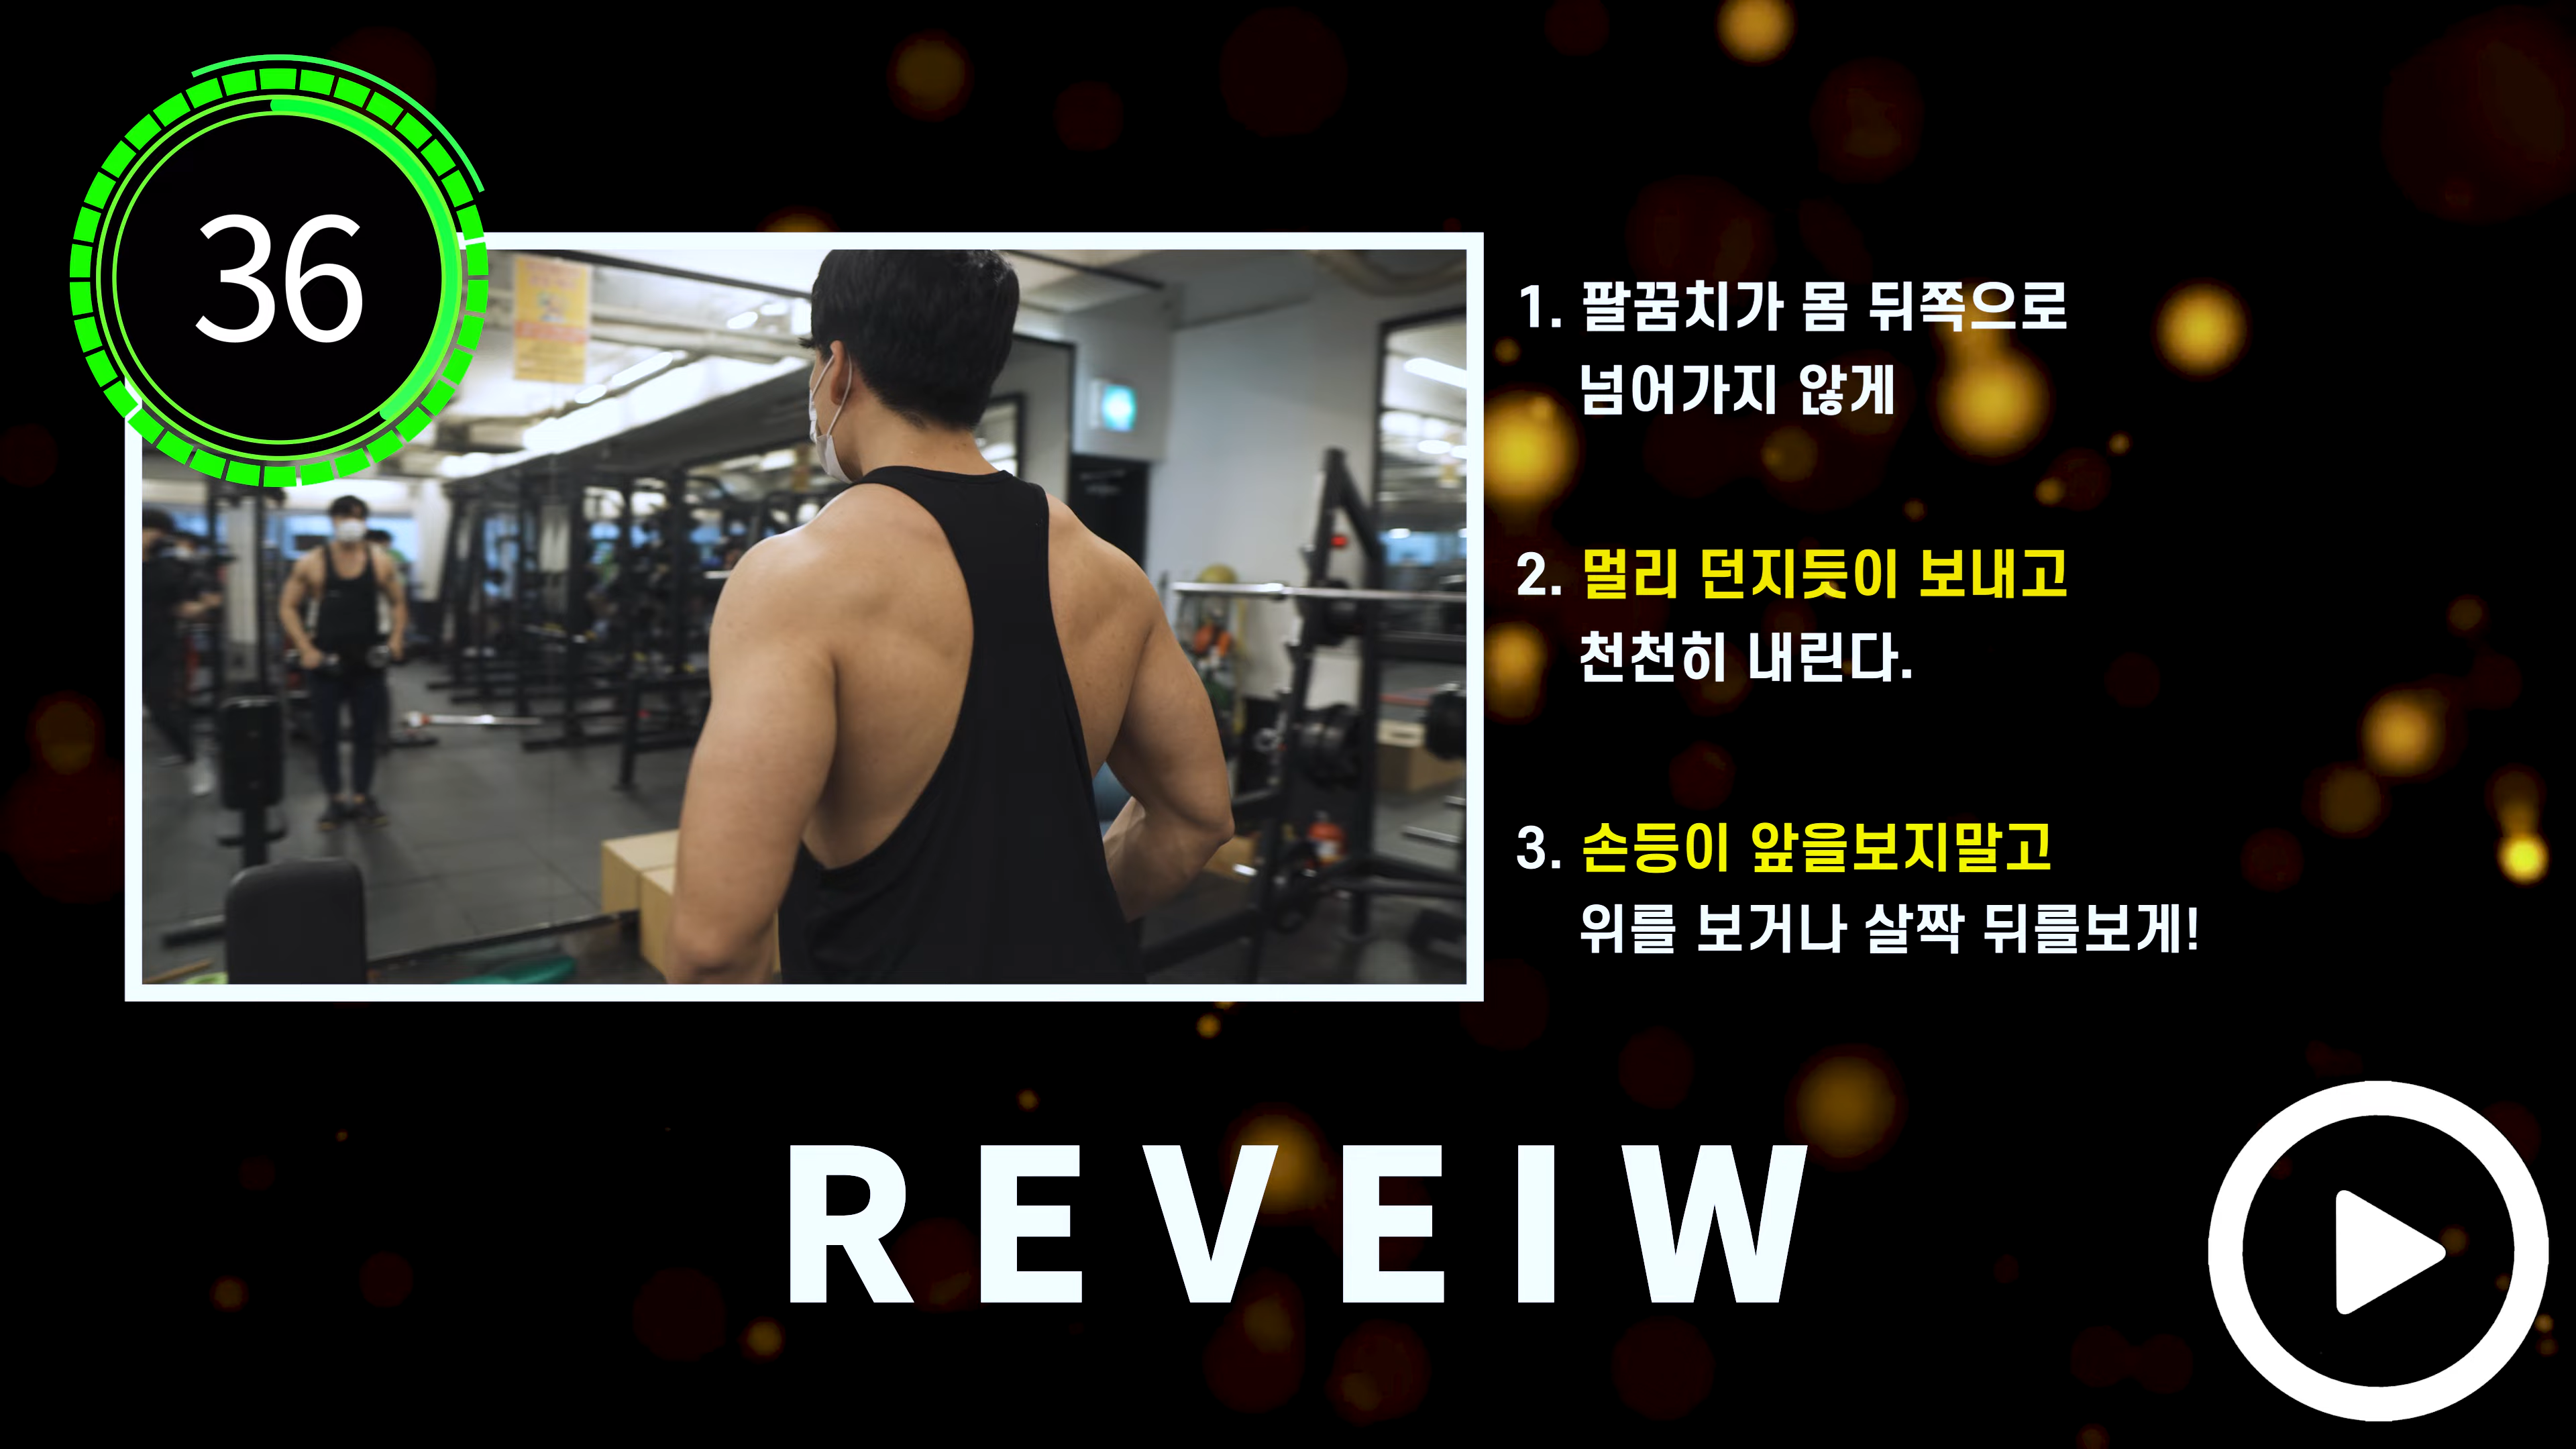 36
1. 팔꿈치가 몸 뒤쪽으로
넘어가지 않게
2. 멀리 던지듯이 보내고
천천히 내린다.
3. 손등이 앞을보지말고
위를 보거나 살짝 뒤를보게!
REVEIW